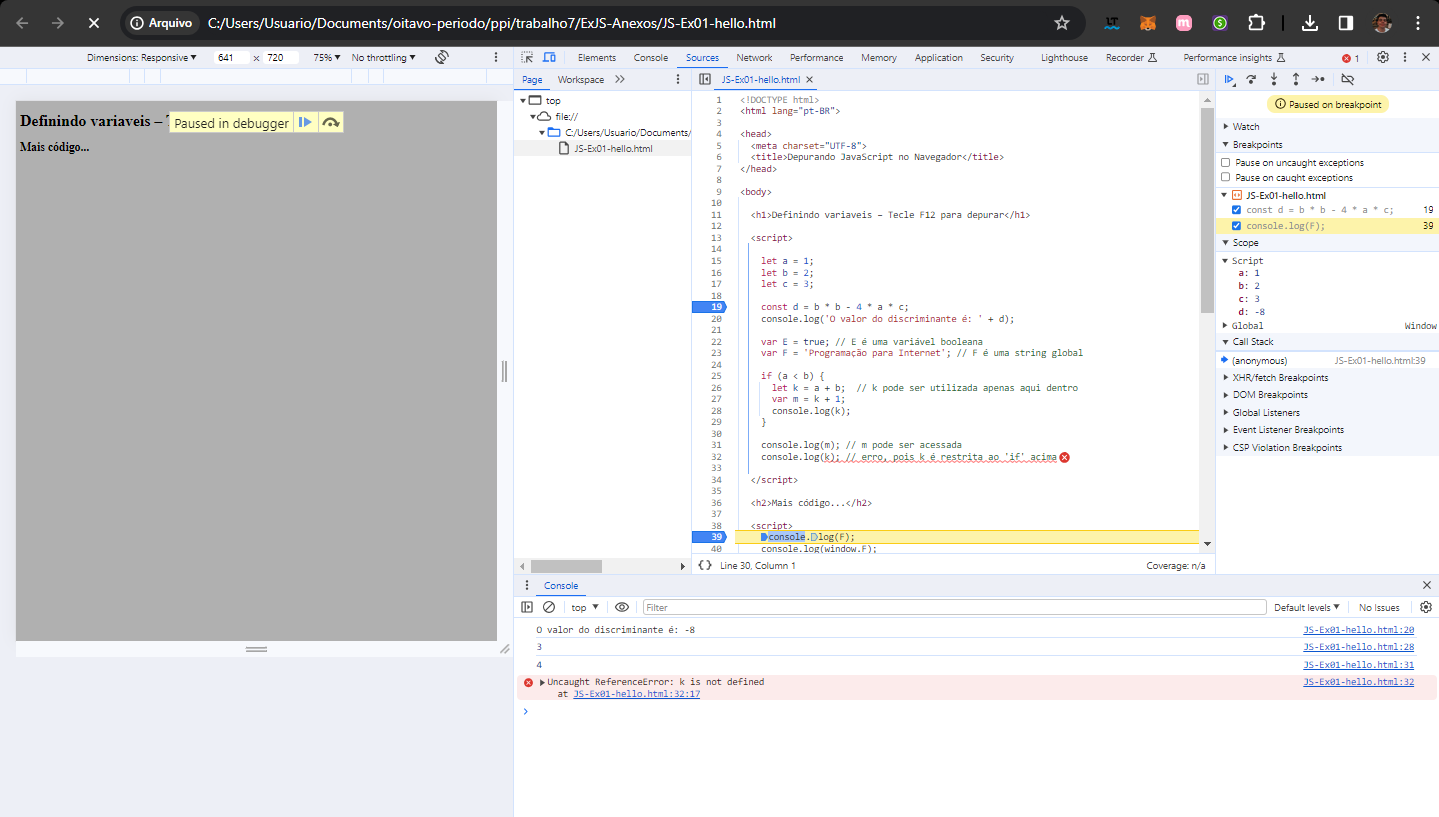 Arquivo C:/Users/Usuario/Documents/oitavo-periodo/ppi/trabalho7/ExJS-Anexos/JS-Ex01-hello.html
Dimensions: Responsive 641 × 720 75% No throttling
Elements Console Sources Network Performance Memory Application Security Lighthouse Recorder Performance insights 1
Page Workspace
top
file://
C:/Users/Usuario/Documents/
JS-Ex01-hello.html
Definindo variaveis –
Paused in debugger
Mais código...
JS-Ex01-hello.html
1 <!DOCTYPE html>
2 <html lang="pt-BR">
3
4 <head>
5 <meta charset="UTF-8">
6 <title>Depurando JavaScript no Navegador</title>
7 </head>
8
9 <body>
10
11 <h1>Definindo variaveis – Tecle F12 para depurar</h1>
12
13 <script>
14
15 let a = 1;
16 let b = 2;
17 let c = 3;
18
19 const d = b * b - 4 * a * c;
20 console.log('O valor do discriminante é: ' + d);
21
22 var E = true; // E é uma variável booleana
23 var F = 'Programação para Internet'; // F é uma string global
24
25 if (a < b) {
26 let k = a + b;  // k pode ser utilizada apenas aqui dentro
27 var m = k + 1;
28 console.log(k);
29 }
30
31 console.log(m); // m pode ser acessada
32 console.log(k); // erro, pois k é restrita ao 'if' acima
33
34 </script>
35
36 <h2>Mais código...</h2>
37
38 <script>
39 console.log(F);
40 console.log(window.F);
{} Line 30, Column 1 Coverage: n/a
Paused on breakpoint
Watch
Breakpoints
Pause on uncaught exceptions
Pause on caught exceptions
JS-Ex01-hello.html
const d = b * b - 4 * a * c; 19
console.log(F); 39
Scope
Script
a: 1
b: 2
c: 3
d: -8
Global Window
Call Stack
(anonymous) JS-Ex01-hello.html:39
XHR/fetch Breakpoints
DOM Breakpoints
Global Listeners
Event Listener Breakpoints
CSP Violation Breakpoints
Console
top Filter Default levels No Issues
O valor do discriminante é: -8 JS-Ex01-hello.html:20
3 JS-Ex01-hello.html:28
4 JS-Ex01-hello.html:31
Uncaught ReferenceError: k is not defined JS-Ex01-hello.html:32
at JS-Ex01-hello.html:32:17